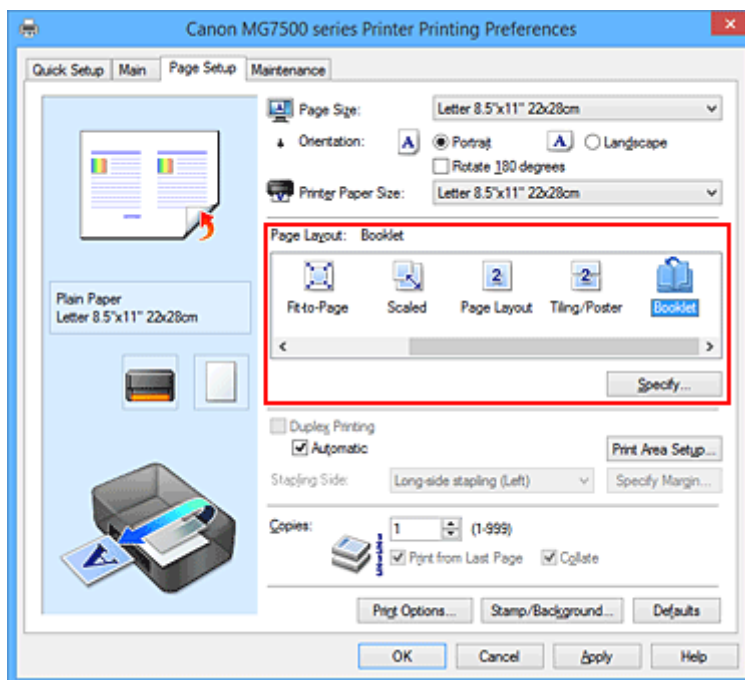 Canon MG7500 series Printer Printing Preferences
Quick Setup Main Page Setup Maintenance
Page Size: Letter 8.5"x11" 22x28cm
Orientation: A Portrait A Landscape
Rotate 180 degrees
Printer Paper Size: Letter 8.5"x11" 22x28cm
Page Layout: Booklet
Fit-to-Page Scaled Page Layout Tiling/Poster Booklet
Specify...
Plain Paper
Letter 8.5"x11" 22x28cm
Duplex Printing
Automatic Print Area Setup...
Stapling Side: Long-side stapling (Left) Specify Margin...
Copies: 1 (1-999)
Print from Last Page Collate
Print Options... Stamp/Background... Defaults
OK Cancel Apply Help